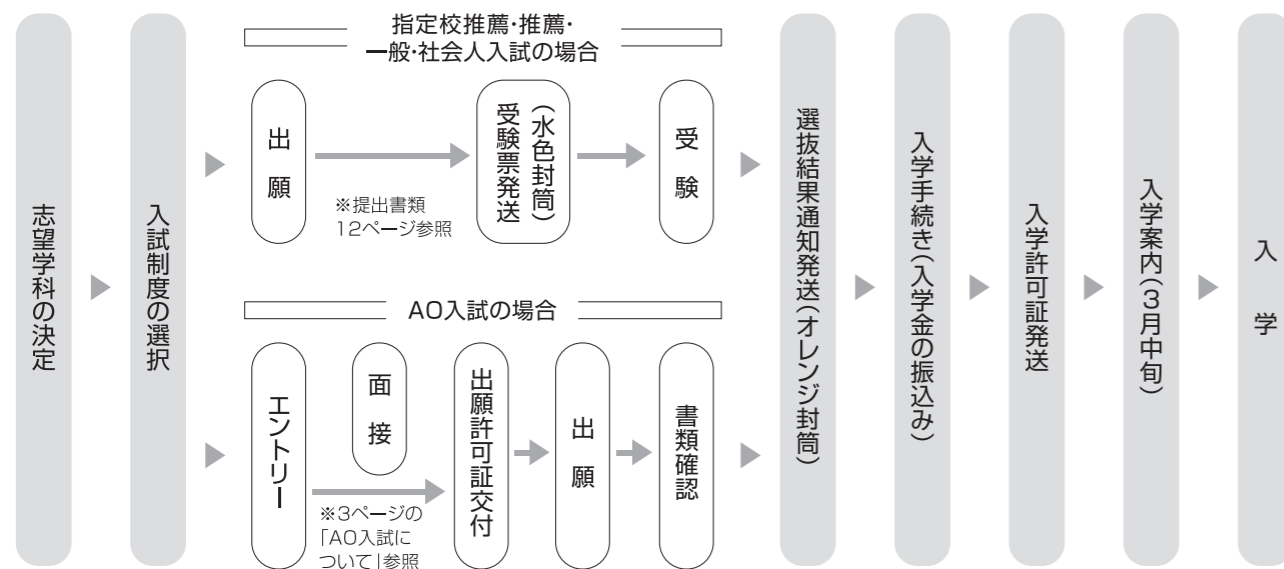 志望学科の決定
入試制度の選択
指定校推薦・推薦・
一般・社会人入試の場合
出願
※提出書類
12ページ参照
受験票発送
（水色封筒）
受験
AO入試の場合
エントリー
面接
※3ページの
「AO入試に
ついて」参照
出願許可証交付
出願
書類確認
選抜結果通知発送（オレンジ封筒）
入学手続き（入学金の振込み）
入学許可証発送
入学案内（3月中旬）
入学